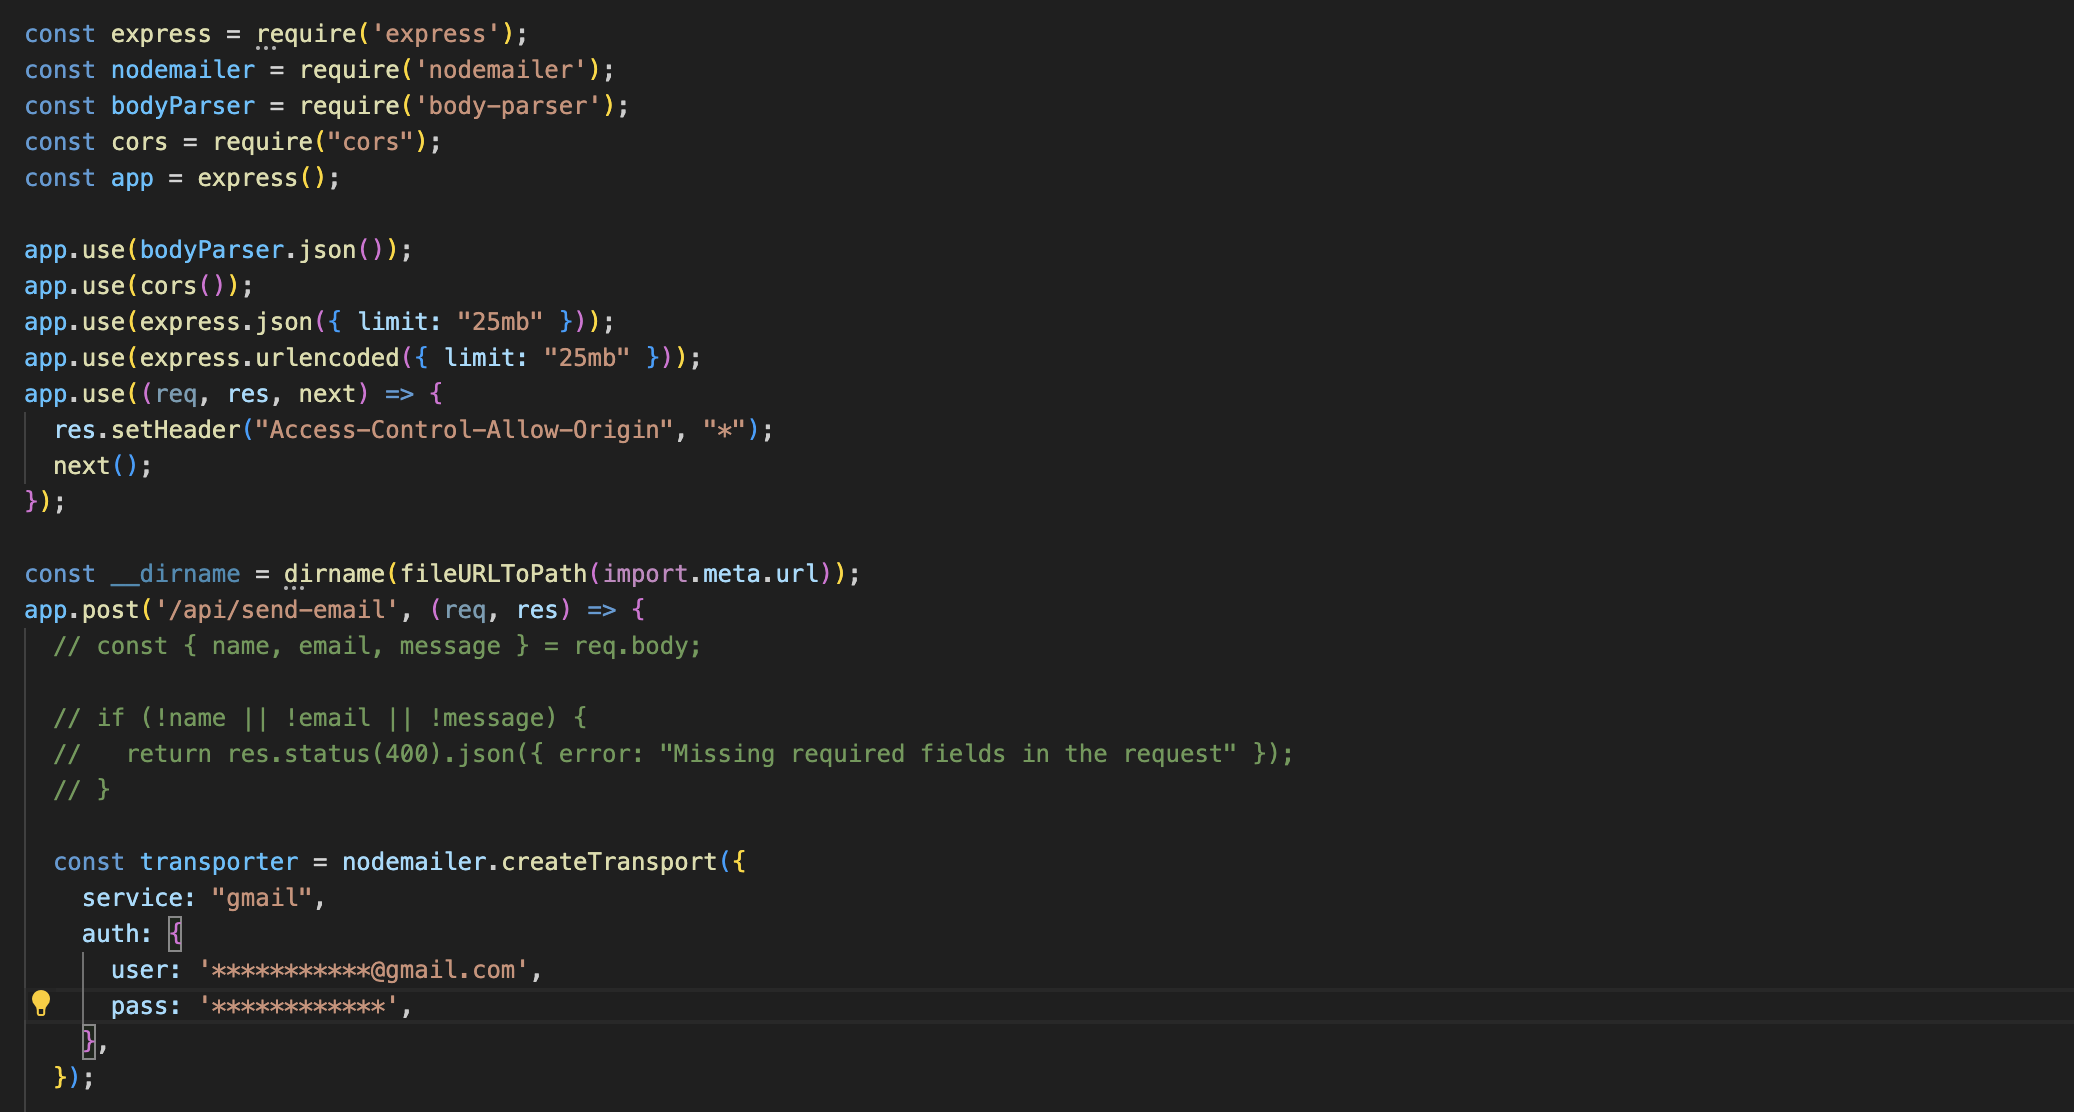 const express = require('express');
const nodemailer = require('nodemailer');
const bodyParser = require('body-parser');
const cors = require("cors");
const app = express();

app.use(bodyParser.json());
app.use(cors());
app.use(express.json({ limit: "25mb" }));
app.use(express.urlencoded({ limit: "25mb" }));
app.use((req, res, next) => {
  res.setHeader("Access-Control-Allow-Origin", "*");
  next();
});

const __dirname = dirname(fileURLToPath(import.meta.url));
app.post('/api/send-email', (req, res) => {
  // const { name, email, message } = req.body;

  // if (!name || !email || !message) {
  //   return res.status(400).json({ error: "Missing required fields in the request" });
  // }

  const transporter = nodemailer.createTransport({
    service: "gmail",
    auth: {
      user: '***********@gmail.com',
      pass: '************',
    },
  });